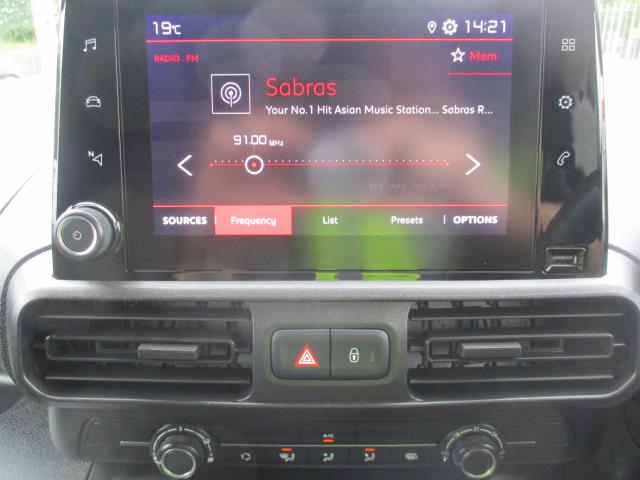 19°C 14:21
RADIO . FM Mem
Sabras
Your No.1 Hit Asian Music Station... Sabras R...
91.00 MHz
SOURCES Frequency List Presets OPTIONS
N
A/C